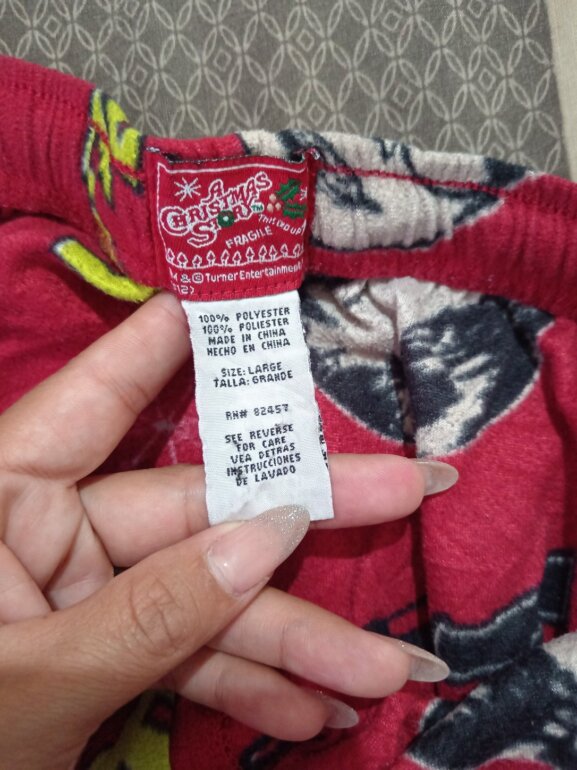 A
CHRISTMAS
STORY™
THIS END UP
FRAGILE
& © Turner Entertainment
100% POLYESTER
100% POLIESTER
MADE IN CHINA
HECHO EN CHINA
SIZE: LARGE
TALLA: GRANDE
RN# 82457
SEE REVERSE
FOR CARE
VEA DETRAS
INSTRUCCIONES
DE LAVADO